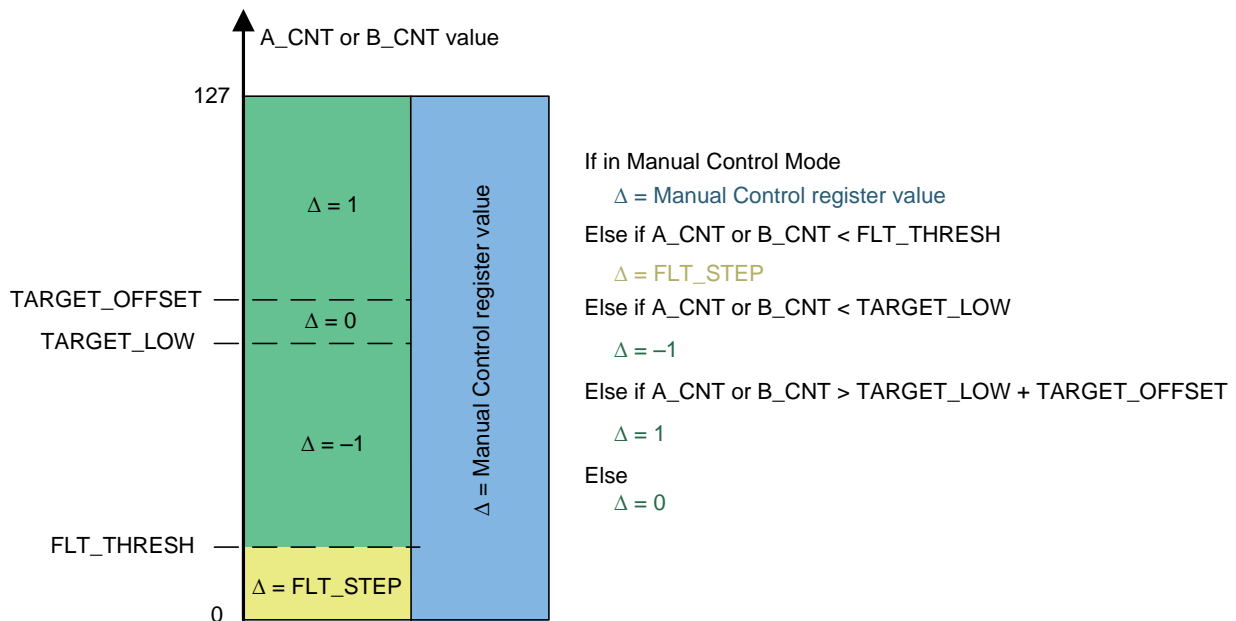 A_CNT or B_CNT value
127
Δ = 1
TARGET_OFFSET
Δ = 0
TARGET_LOW
Δ = –1
FLT_THRESH
Δ = FLT_STEP
0
Δ = Manual Control register value
If in Manual Control Mode
Δ = Manual Control register value
Else if A_CNT or B_CNT < FLT_THRESH
Δ = FLT_STEP
Else if A_CNT or B_CNT < TARGET_LOW
Δ = –1
Else if A_CNT or B_CNT > TARGET_LOW + TARGET_OFFSET
Δ = 1
Else
Δ = 0